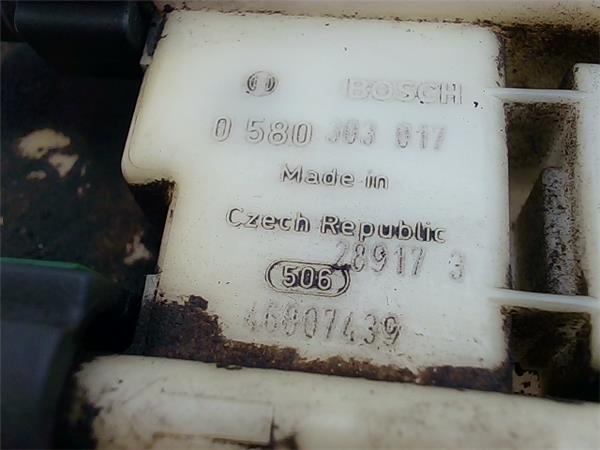 BOSCH
0 580 303 017
Made in
Czech Republic
28917 3
506
46807439